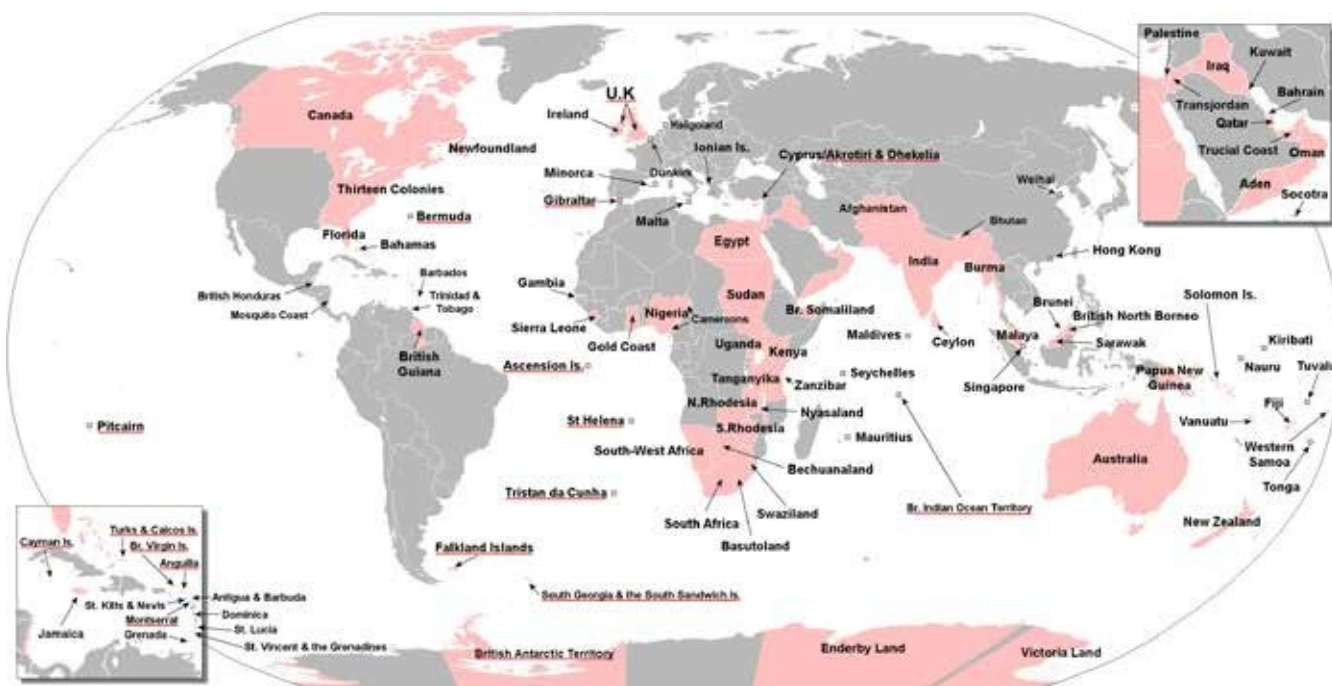 Canada
Newfoundland
Thirteen Colonies
Bermuda
Florida
Bahamas
Barbados
British Honduras
Trinidad &
Tobago
Mosquito Coast
British
Guiana
Pitcairn
U.K
Ireland
Heligoland
Ionian Is.
Dunkirk
Minorca
Gibraltar
Malta
Cyprus/Akrotiri & Dhekelia
Weihai
Afghanistan
Bhutan
Egypt
India
Burma
Hong Kong
Gambia
Sudan
Nigeria
Cameroons
Br. Somaliland
Sierra Leone
Gold Coast
Uganda
Kenya
Maldives
Ceylon
Malaya
Brunei
British North Borneo
Sarawak
Singapore
Solomon Is.
Kiribati
Nauru
Tuvalu
Papua New
Guinea
Fiji
Vanuatu
Western
Samoa
Tonga
Ascension Is.
Tanganyika
Zanzibar
Seychelles
N.Rhodesia
Nyasaland
St Helena
S.Rhodesia
Mauritius
South-West Africa
Bechuanaland
Australia
Tristan da Cunha
Swaziland
South Africa
Basutoland
Br. Indian Ocean Territory
New Zealand
Falkland Islands
South Georgia & the South Sandwich Is.
British Antarctic Territory
Enderby Land
Victoria Land
Palestine
Iraq
Kuwait
Transjordan
Bahrain
Qatar
Trucial Coast
Oman
Aden
Socotra
Cayman Is.
Turks & Caicos Is.
Br. Virgin Is.
Anguilla
St. Kitts & Nevis
Antigua & Barbuda
Montserrat
Dominica
Jamaica
Grenada
St. Lucia
St. Vincent & the Grenadines